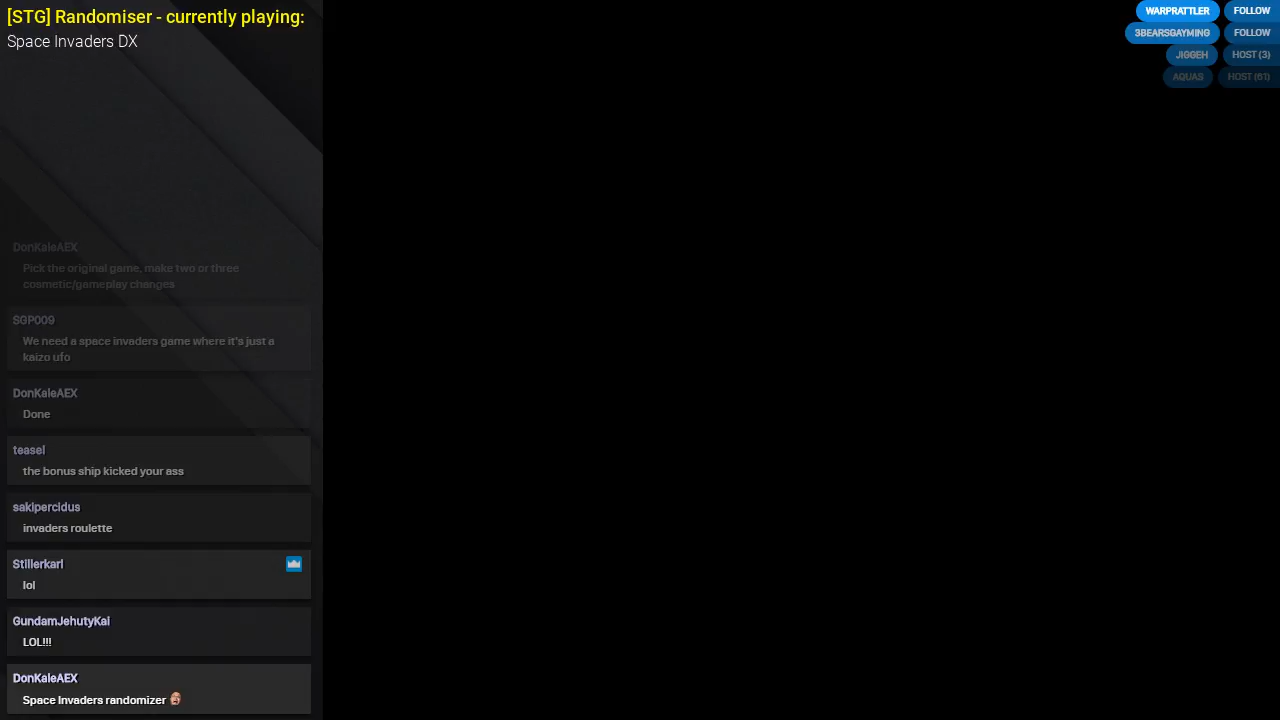 [STG] Randomiser - currently playing:
Space Invaders DX
WARPRATTLER FOLLOW
3BEARSGAYMING FOLLOW
JIGGEH HOST (3)
AQUAS HOST (61)
DonKaleAEX
Pick the original game, make two or three
cosmetic/gameplay changes
SGP009
We need a space invaders game where it's just a
kaizo ufo
DonKaleAEX
Done
teasel
the bonus ship kicked your ass
sakipercidus
invaders roulette
Stillerkarl
lol
GundamJehutyKai
LOL!!!
DonKaleAEX
Space Invaders randomizer